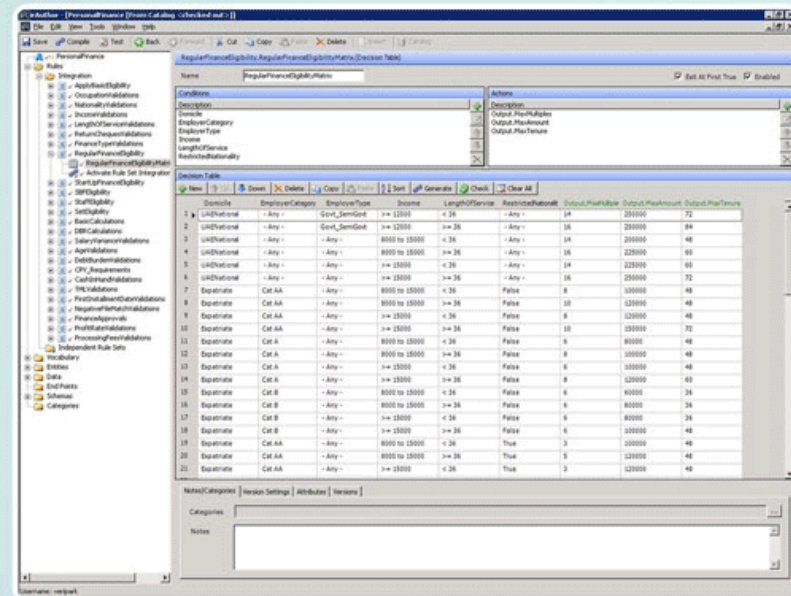 irAuthor - [PersonalFinance [From Catalog <checked out>]]
File Edit View Tools Window Help
Save Compile Test Back Forward Cut Copy Paste Delete Insert Catalog
PersonalFinance
Rules
Integration
ApplyBasicEligibility
OccupationValidations
NationalityValidations
IncomeValidations
LengthOfServiceValidations
ReturnChequesValidations
FinanceTypeValidations
RegularFinanceEligibility
RegularFinanceEligibilityMatri
Activate Rule Set Integration
StartUpFinanceEligibility
SBFEligibility
StaffEligibility
SetEligibility
BasicCalculations
DBRCalculations
SalaryVarianceValidations
AgeValidations
DebtBurdenValidations
CPV_Requirements
CashInHandValidations
TMLValidations
FirstInstallmentDateValidations
NegativeFileMatchValidations
FinanceApprovals
ProfitRateValidations
ProcessingFeesValidations
Independent Rule Sets
Vocabulary
Entities
Data
EndPoints
Schemas
Categories
RegularFinanceEligibility.RegularFinanceEligibilityMatrix(Decision Table)
Name RegularFinanceEligibilityMatrix Exit At First True Enabled
Conditions Actions
Description Description
Domicile Output.MaxMultiples
EmployerCategory Output.MaxAmount
EmployerType Output.MaxTenure
Income
LengthOfService
RestrictedNationality
Decision Table
New Up Down Delete Copy Paste Sort Generate Check Clear All
Domicile EmployerCategory EmployerType Income LengthOfService RestrictedNationalit Output.MaxMultiple Output.MaxAmount Output.MaxTenure
1 UAENational - Any - Govt_SemiGovt >= 12000 < 36 - Any - 14 250000 72
2 UAENational - Any - Govt_SemiGovt >= 12000 >= 36 - Any - 16 250000 84
3 UAENational - Any - - Any - 8000 to 15000 < 36 - Any - 14 200000 48
4 UAENational - Any - - Any - 8000 to 15000 >= 36 - Any - 16 225000 60
5 UAENational - Any - - Any - >= 15000 < 36 - Any - 14 225000 60
6 UAENational - Any - - Any - >= 15000 >= 36 - Any - 16 250000 72
7 Expatriate Cat AA - Any - 8000 to 15000 < 36 False 8 100000 48
8 Expatriate Cat AA - Any - 8000 to 15000 >= 36 False 10 120000 48
9 Expatriate Cat AA - Any - >= 15000 < 36 False 8 120000 48
10 Expatriate Cat AA - Any - >= 15000 >= 36 False 10 150000 72
11 Expatriate Cat A - Any - 8000 to 15000 < 36 False 6 80000 48
12 Expatriate Cat A - Any - 8000 to 15000 >= 36 False 8 100000 48
13 Expatriate Cat A - Any - >= 15000 < 36 False 6 100000 48
14 Expatriate Cat A - Any - >= 15000 >= 36 False 8 120000 60
15 Expatriate Cat B - Any - 8000 to 15000 < 36 False 6 60000 36
16 Expatriate Cat B - Any - 8000 to 15000 >= 36 False 6 80000 36
17 Expatriate Cat B - Any - >= 15000 < 36 False 6 80000 36
18 Expatriate Cat B - Any - >= 15000 >= 36 False 6 100000 48
19 Expatriate Cat AA - Any - 8000 to 15000 < 36 True 3 100000 48
20 Expatriate Cat AA - Any - 8000 to 15000 >= 36 True 5 120000 48
21 Expatriate Cat AA - Any - >= 15000 < 36 True 3 120000 48
Notes/Categories Version Settings Attributes Versions
Categories
Notes
Username: veripark